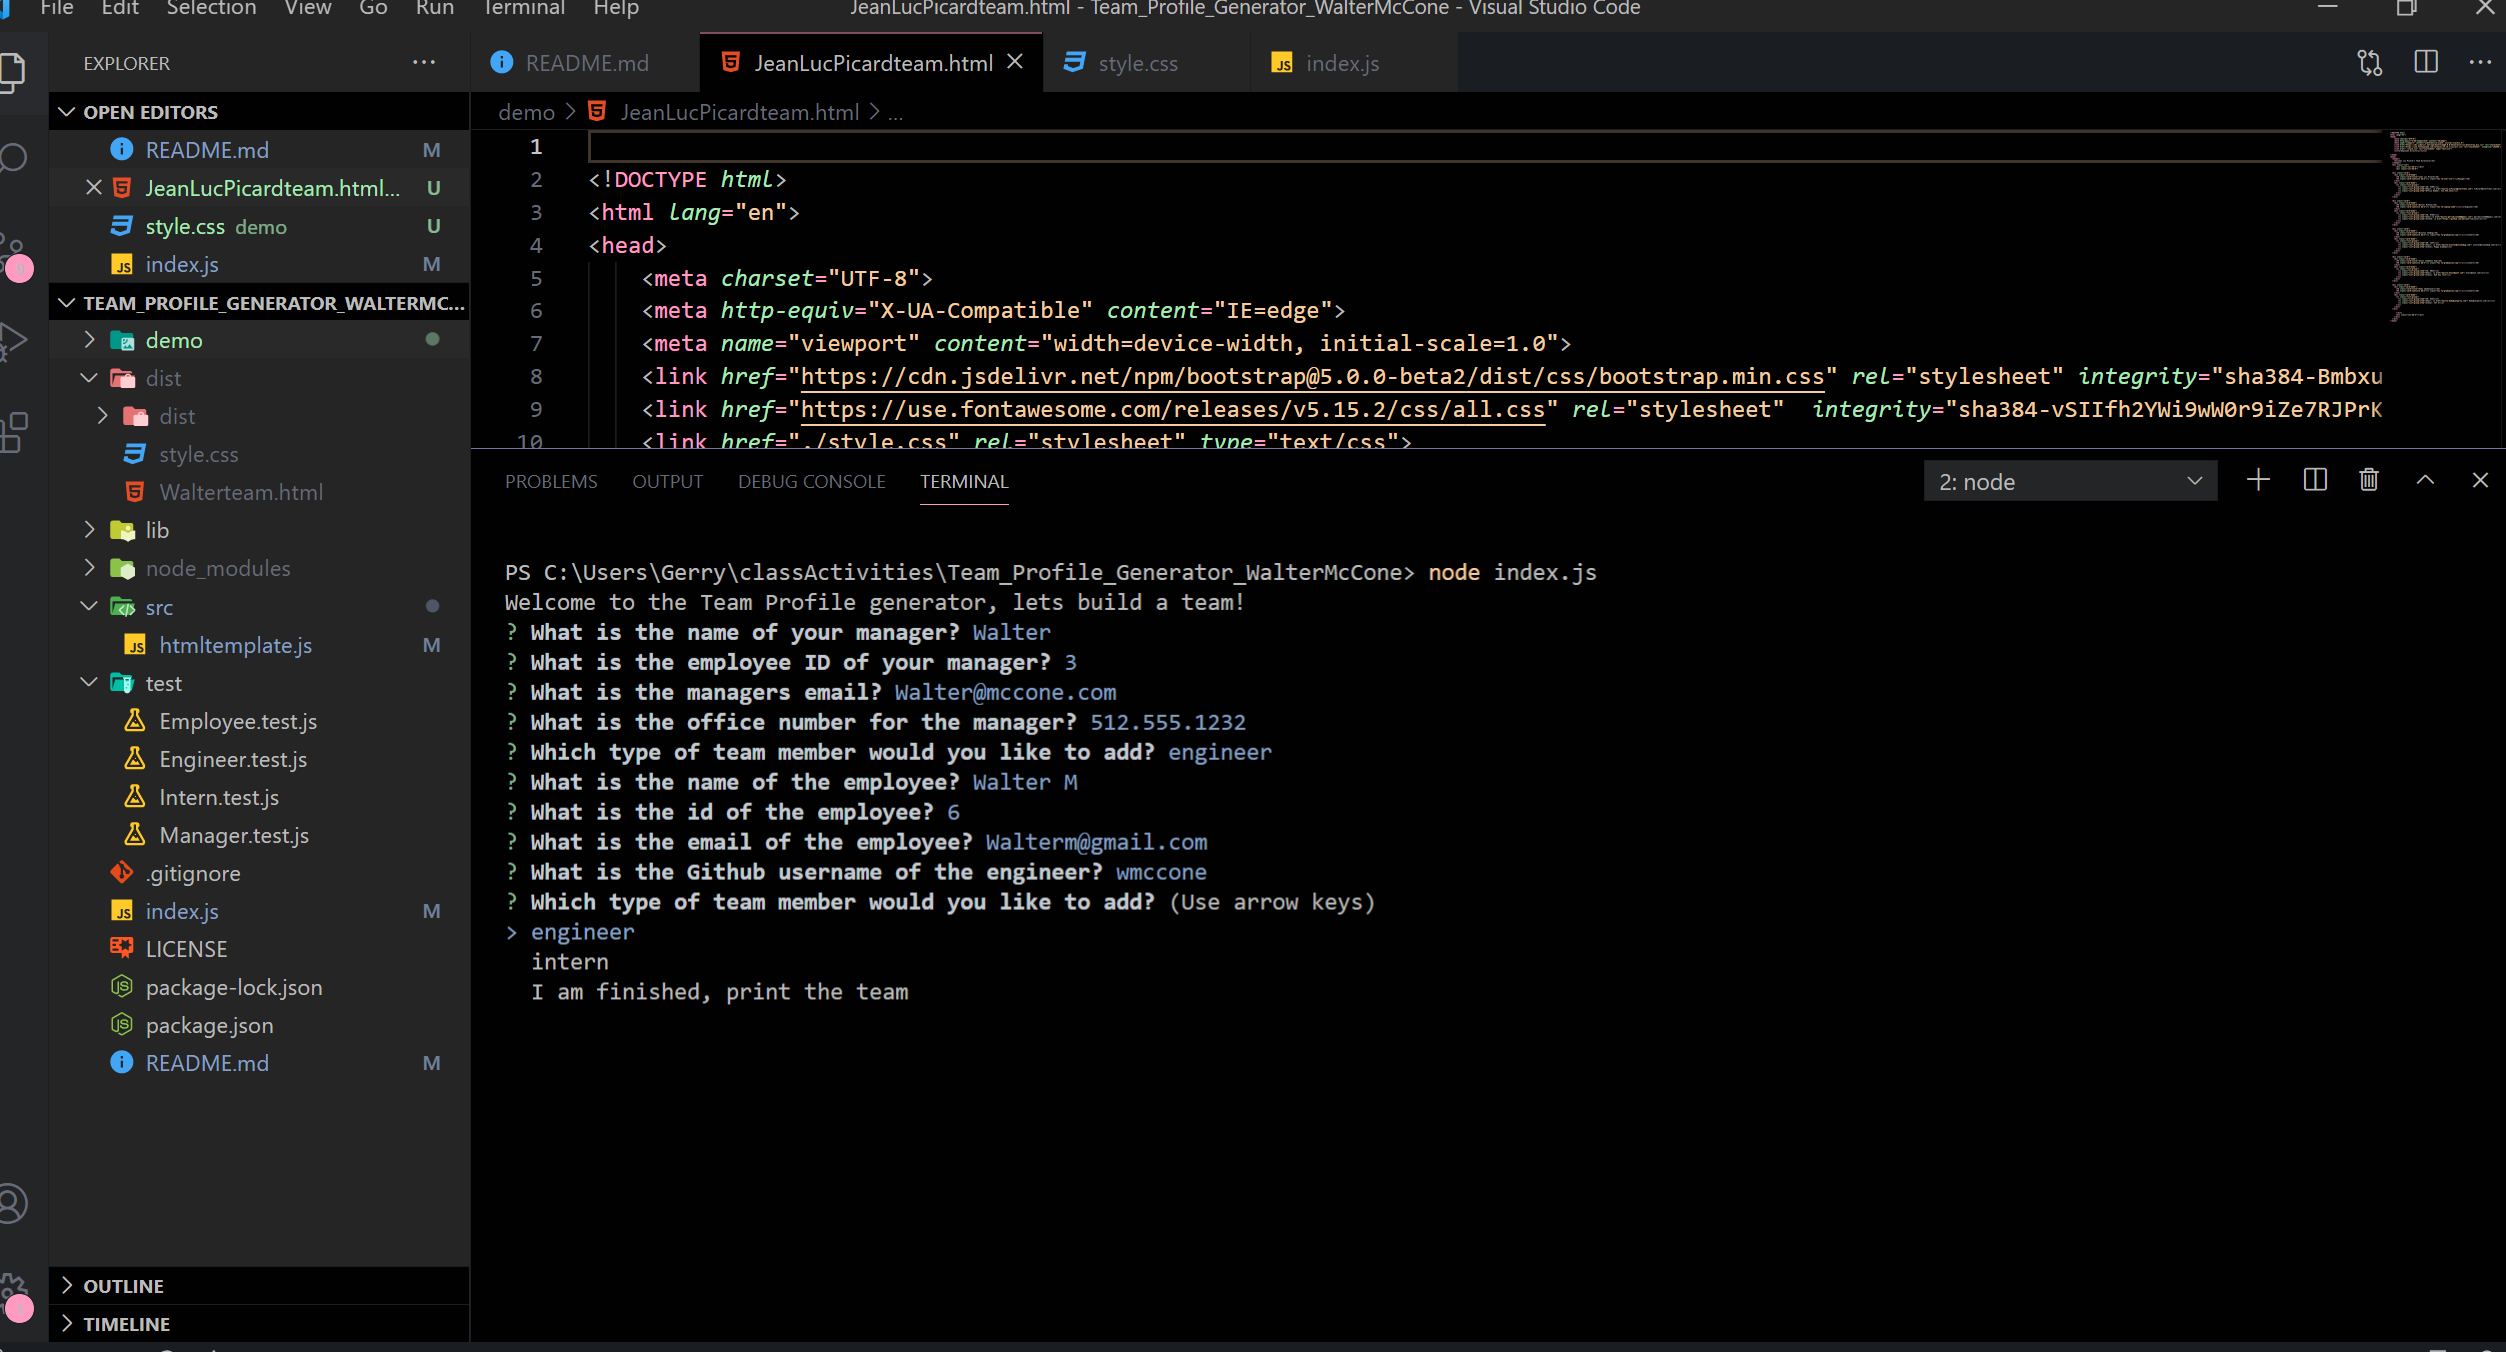 File Edit Selection View Go Run Terminal Help JeanLucPicardteam.html - Team_Profile_Generator_WalterMcCone - Visual Studio Code
EXPLORER
OPEN EDITORS
README.md M
JeanLucPicardteam.html... U
style.css demo U
index.js M
TEAM_PROFILE_GENERATOR_WALTERMC...
demo
dist
dist
style.css
Walterteam.html
lib
node_modules
src
htmltemplate.js M
test
Employee.test.js
Engineer.test.js
Intern.test.js
Manager.test.js
.gitignore
index.js M
LICENSE
package-lock.json
package.json
README.md M
OUTLINE
TIMELINE
README.md JeanLucPicardteam.html style.css index.js
demo > JeanLucPicardteam.html > ...
1
2 <!DOCTYPE html>
3 <html lang="en">
4 <head>
5 <meta charset="UTF-8">
6 <meta http-equiv="X-UA-Compatible" content="IE=edge">
7 <meta name="viewport" content="width=device-width, initial-scale=1.0">
8 <link href="https://cdn.jsdelivr.net/npm/bootstrap@5.0.0-beta2/dist/css/bootstrap.min.css" rel="stylesheet" integrity="sha384-Bmbxu
9 <link href="https://use.fontawesome.com/releases/v5.15.2/css/all.css" rel="stylesheet"  integrity="sha384-vSIIfh2YWi9wW0r9iZe7RJPrK
10 <link href="./style.css" rel="stylesheet" type="text/css">
PROBLEMS OUTPUT DEBUG CONSOLE TERMINAL 2: node
PS C:\Users\Gerry\classActivities\Team_Profile_Generator_WalterMcCone> node index.js
Welcome to the Team Profile generator, lets build a team!
? What is the name of your manager? Walter
? What is the employee ID of your manager? 3
? What is the managers email? Walter@mccone.com
? What is the office number for the manager? 512.555.1232
? Which type of team member would you like to add? engineer
? What is the name of the employee? Walter M
? What is the id of the employee? 6
? What is the email of the employee? Walterm@gmail.com
? What is the Github username of the engineer? wmccone
? Which type of team member would you like to add? (Use arrow keys)
> engineer
intern
I am finished, print the team